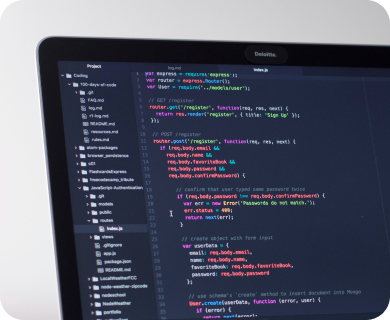 Deloitte.
Project
log.md
index.js
Coding
100-days-of-code
.git
FAQ.md
log.md
r1-log.md
README.md
resources.md
rules.md
atom-packages
browser_persistence
c01
FlashcardsExpress
freecodecamp_tribute
JavaScript-Authentication
.git
models
public
routes
index.js
views
.gitignore
app.js
package.json
README.md
LocalWeatherFCC
node-weather-zipcode
nodeschool
NodeWeather
portfolio
var express = require('express');
var router = express.Router();
var User = require('../models/user');
// GET /register
router.get('/register', function(req, res, next) {
return res.render('register', { title: 'Sign Up' });
});
// POST /register
router.post('/register', function(req, res, next) {
if (req.body.email &&
req.body.name &&
req.body.favoriteBook &&
req.body.password &&
req.body.confirmPassword) {
// confirm that user typed same password twice
if (req.body.password !== req.body.confirmPassword) {
var err = new Error('Passwords do not match.');
err.status = 400;
return next(err);
}
// create object with form input
var userData = {
email: req.body.email,
name: req.body.name,
favoriteBook: req.body.favoriteBook,
password: req.body.password
};
// use schema's 'create' method to insert document into Mongo
User.create(userData, function (error, user) {
if (error) {
return next(error);